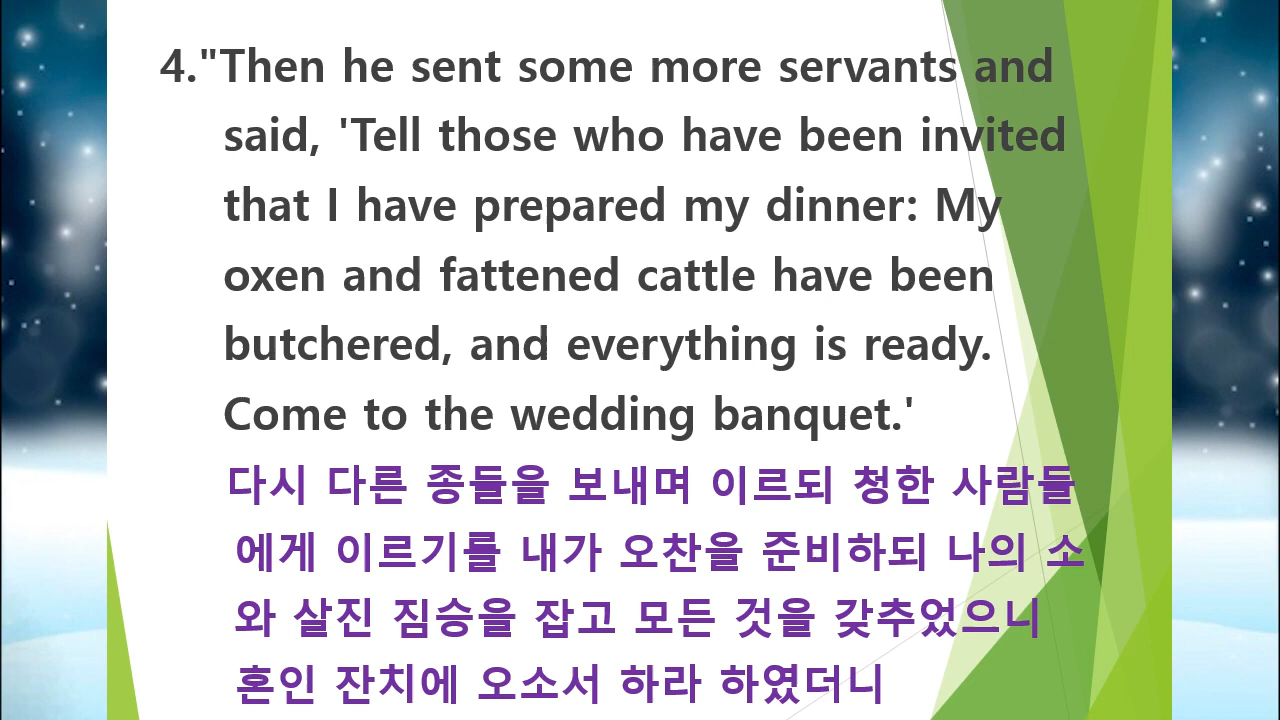 4."Then he sent some more servants and
said, 'Tell those who have been invited
that I have prepared my dinner: My
oxen and fattened cattle have been
butchered, and everything is ready.
Come to the wedding banquet.'
다시 다른 종들을 보내며 이르되 청한 사람들
에게 이르기를 내가 오찬을 준비하되 나의 소
와 살진 짐승을 잡고 모든 것을 갖추었으니
혼인 잔치에 오소서 하라 하였더니